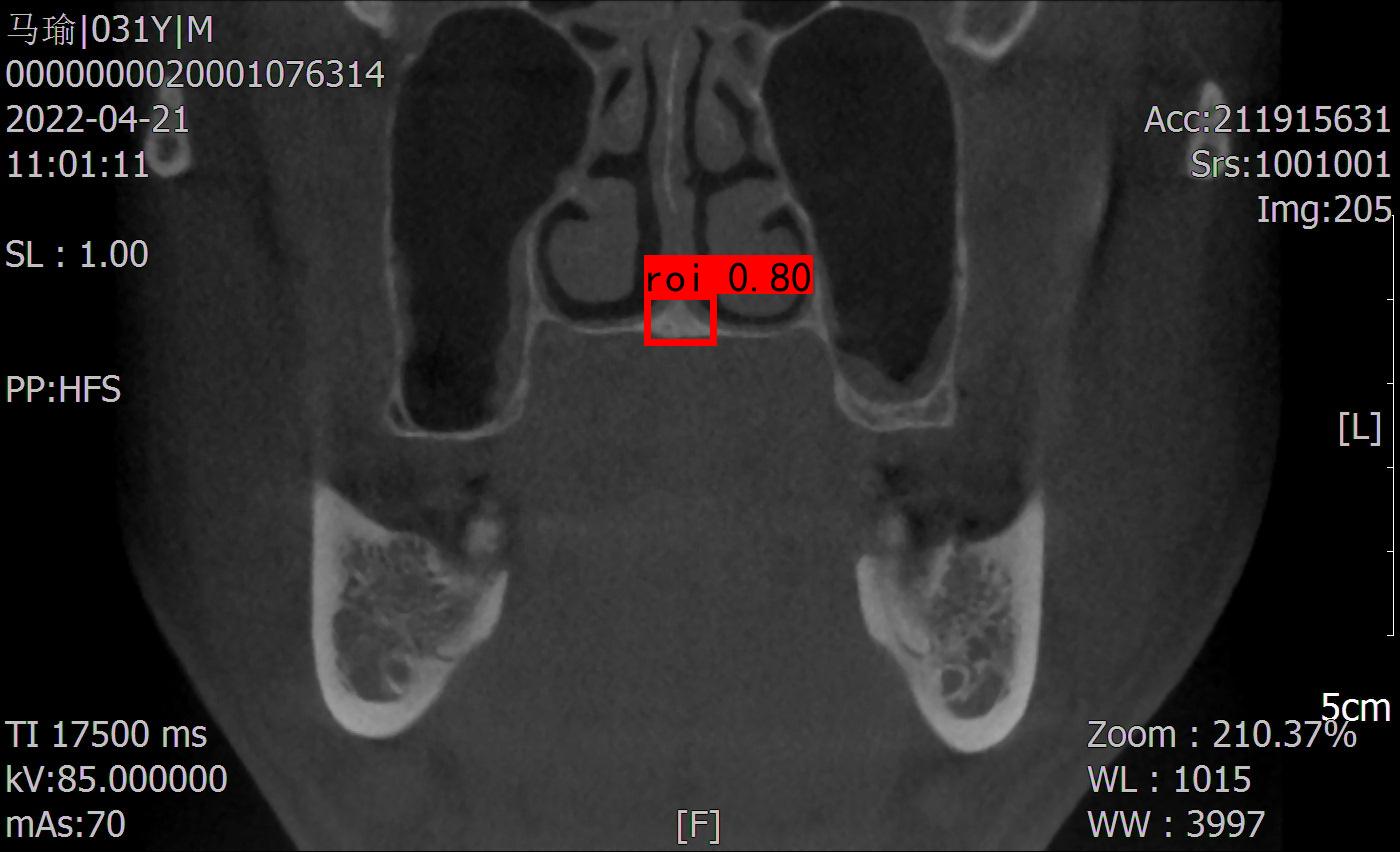 马瑜|031Y|M
0000000020001076314
2022-04-21
11:01:11
SL : 1.00
PP:HFS
Acc:211915631
Srs:1001001
Img:205
roi 0.80
[L]
5cm
TI 17500 ms
kV:85.000000
mAs:70
[F]
Zoom : 210.37%
WL : 1015
WW : 3997